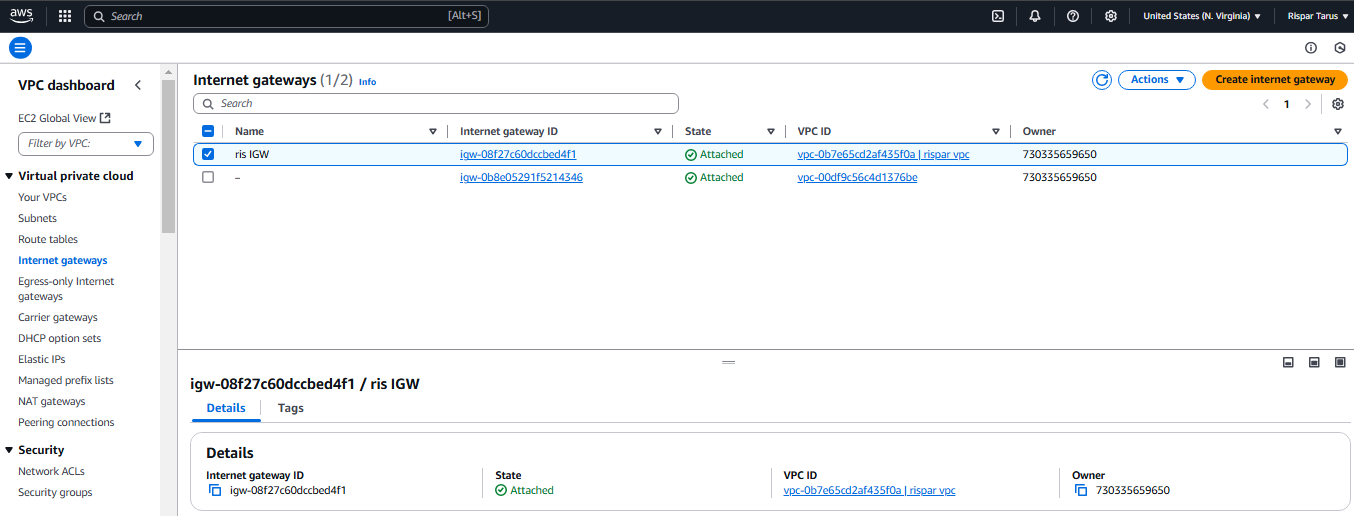 aws Search [Alt+S] United States (N. Virginia) Rispar Tarus
VPC dashboard
EC2 Global View
Filter by VPC:
Virtual private cloud
Your VPCs
Subnets
Route tables
Internet gateways
Egress-only Internet
gateways
Carrier gateways
DHCP option sets
Elastic IPs
Managed prefix lists
NAT gateways
Peering connections
Security
Network ACLs
Security groups
Internet gateways (1/2) Info
Actions Create internet gateway
Search
1
Name Internet gateway ID State VPC ID Owner
ris IGW igw-08f27c60dccbed4f1 Attached vpc-0b7e65cd2af435f0a | rispar vpc 730335659650
– igw-0b8e05291f5214346 Attached vpc-00df9c56c4d1376be 730335659650
igw-08f27c60dccbed4f1 / ris IGW
Details Tags
Details
Internet gateway ID State VPC ID Owner
igw-08f27c60dccbed4f1 Attached vpc-0b7e65cd2af435f0a | rispar vpc 730335659650